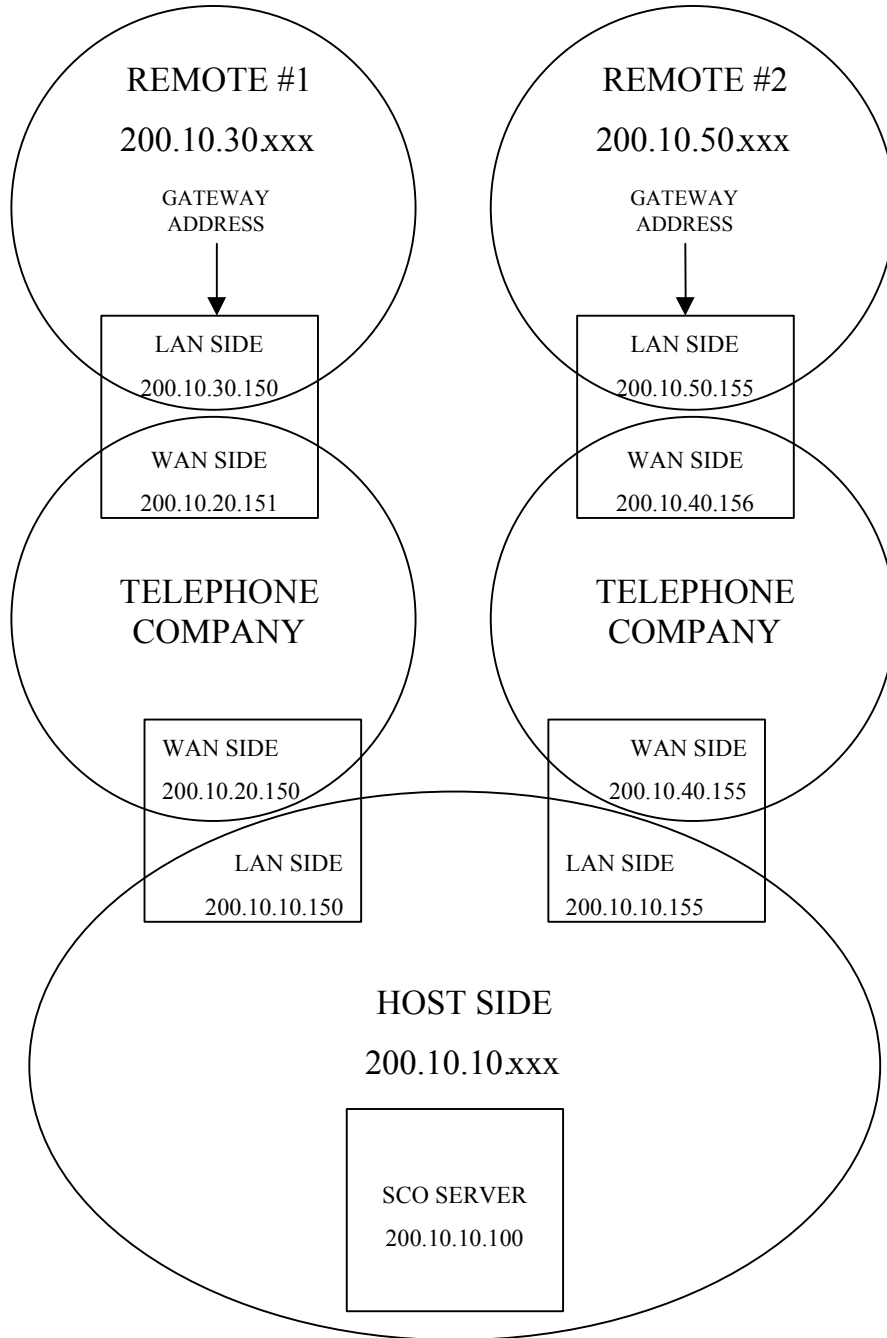 REMOTE #1
200.10.30.xxx
GATEWAY
ADDRESS
LAN SIDE
200.10.30.150
WAN SIDE
200.10.20.151
TELEPHONE
COMPANY
WAN SIDE
200.10.20.150
LAN SIDE
200.10.10.150
REMOTE #2
200.10.50.xxx
GATEWAY
ADDRESS
LAN SIDE
200.10.50.155
WAN SIDE
200.10.40.156
TELEPHONE
COMPANY
WAN SIDE
200.10.40.155
LAN SIDE
200.10.10.155
HOST SIDE
200.10.10.xxx
SCO SERVER
200.10.10.100